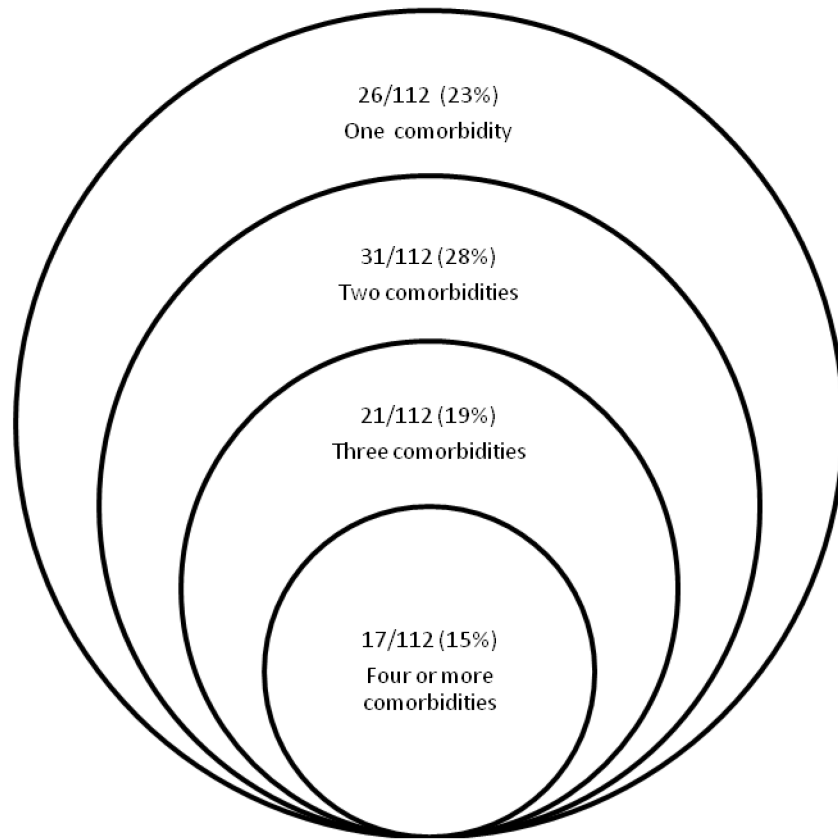 26/112 (23%)
One comorbidity
31/112 (28%)
Two comorbidities
21/112 (19%)
Three comorbidities
17/112 (15%)
Four or more
comorbidities